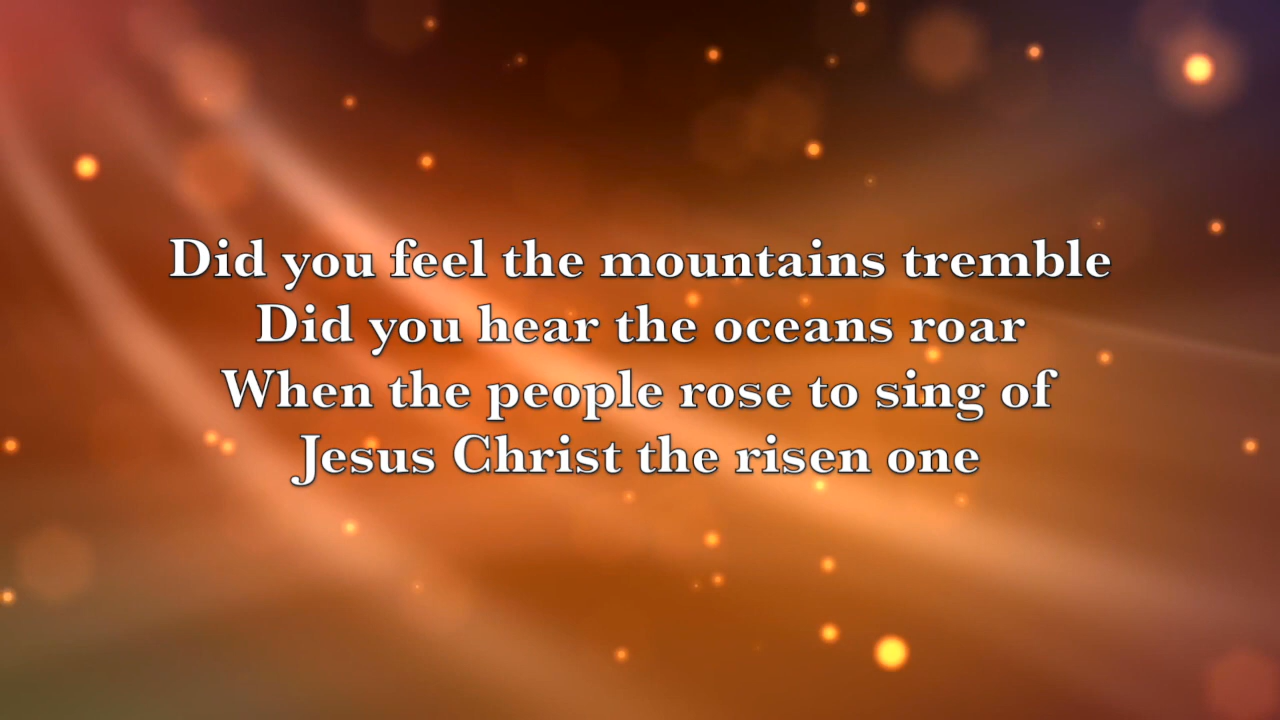 Did you feel the mountains tremble
Did you hear the oceans roar
When the people rose to sing of
Jesus Christ the risen one